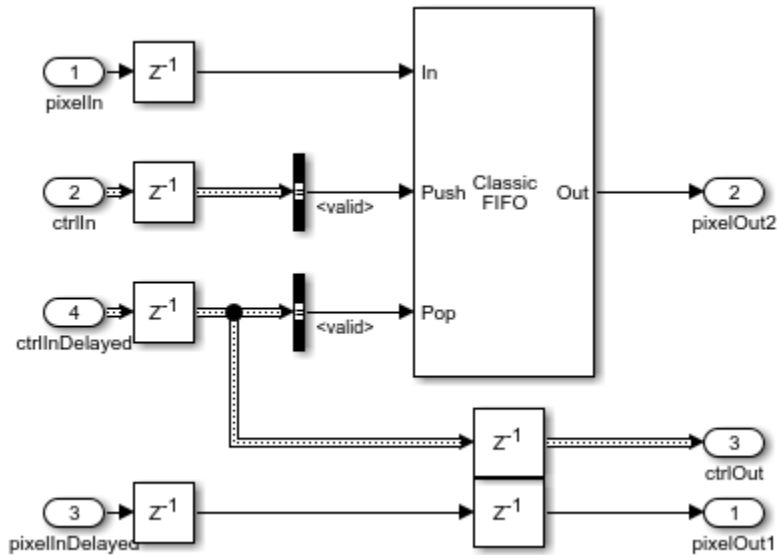 1
pixelIn
Z-1
In
2
ctrlIn
Z-1
<valid>
Push
Classic
FIFO
Out
2
pixelOut2
4
ctrlInDelayed
Z-1
<valid>
Pop
Z-1
3
ctrlOut
3
pixelInDelayed
Z-1
Z-1
1
pixelOut1